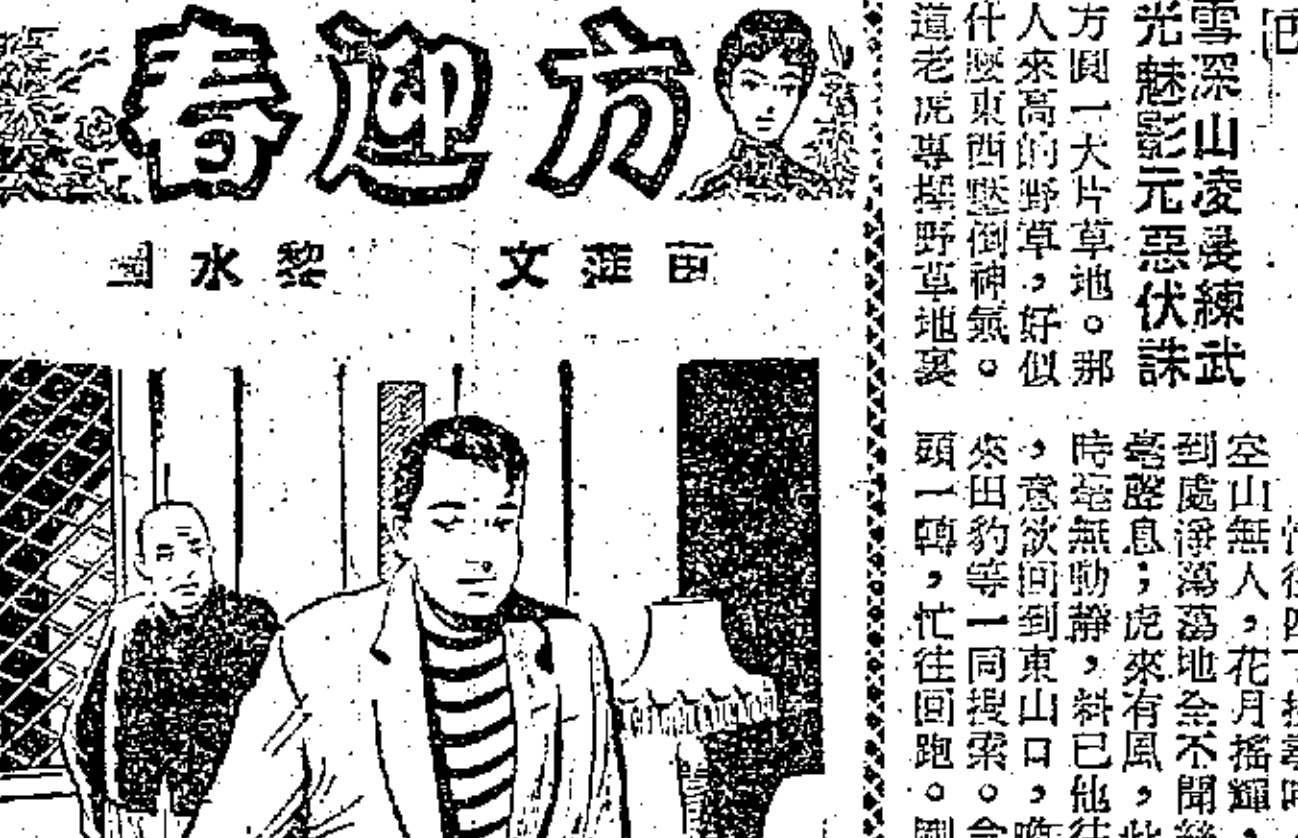 方迎春
文
黎水圖
雪深山凌晨練武
光魅影元惡伏誅
方圓一大片草地。那
人來高的野草,好似
什麼東西壓倒神氣。
道老虎專揀野草地裏
空山無人,花月搖輝,
到處淨蕩蕩地全不聞絲
毫聲息;虎來有風,此
時毫無動靜,料已他往
,意欲回到東山口,喚
來田豹等一同搜索。
頭一轉,忙往回跑。